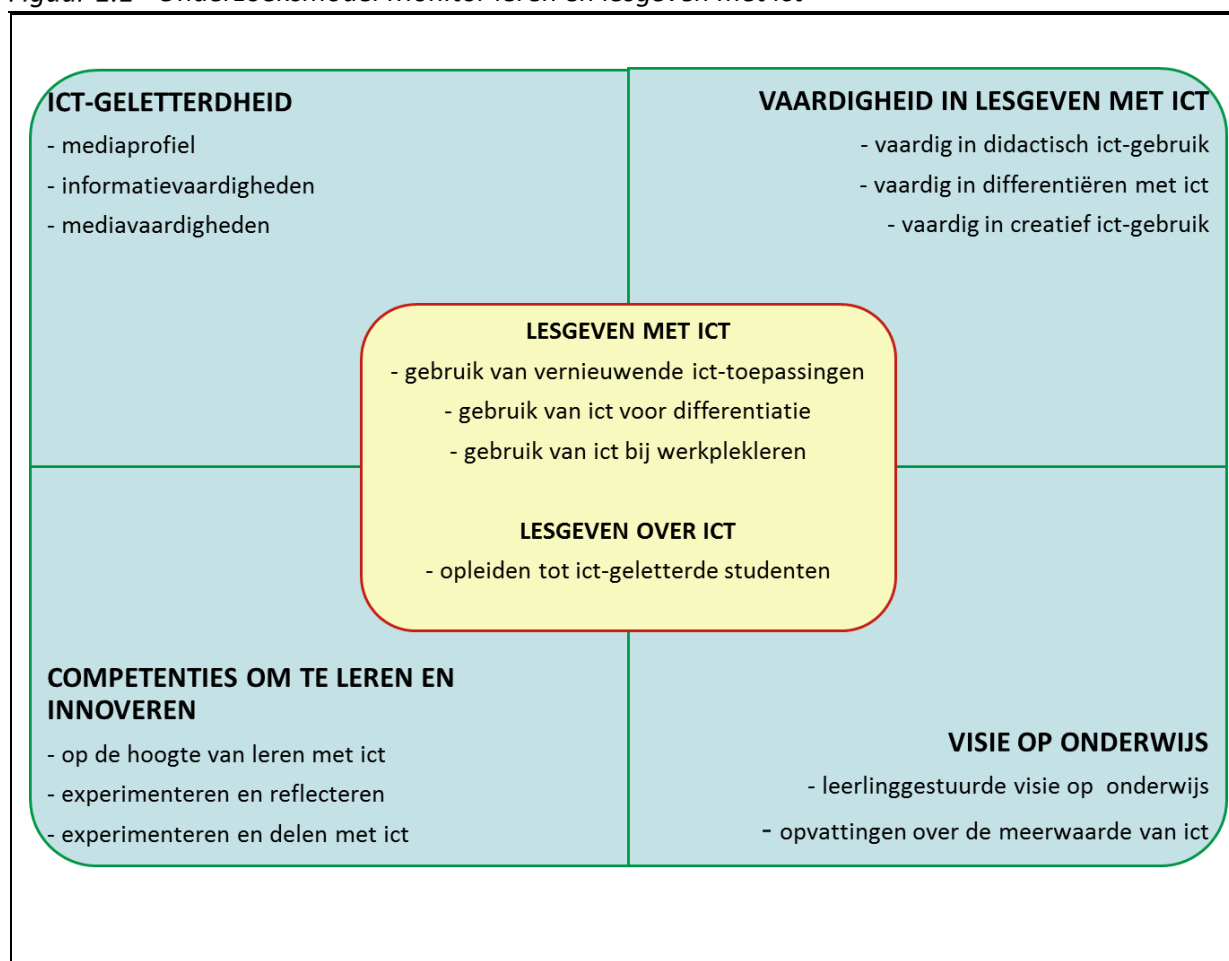 ICT-GELETTERDHEID
- mediaprofiel
- informatievaardigheden
- mediavaardigheden
VAARDIGHEID IN LESGEVEN MET ICT
- vaardig in didactisch ict-gebruik
- vaardig in differentiëren met ict
- vaardig in creatief ict-gebruik
LESGEVEN MET ICT
- gebruik van vernieuwende ict-toepassingen
- gebruik van ict voor differentiatie
- gebruik van ict bij werkplekleren
LESGEVEN OVER ICT
- opleiden tot ict-geletterde studenten
COMPETENTIES OM TE LEREN EN
INNOVEREN
- op de hoogte van leren met ict
- experimenteren en reflecteren
- experimenteren en delen met ict
VISIE OP ONDERWIJS
- leerlinggestuurde visie op onderwijs
- opvattingen over de meerwaarde van ict